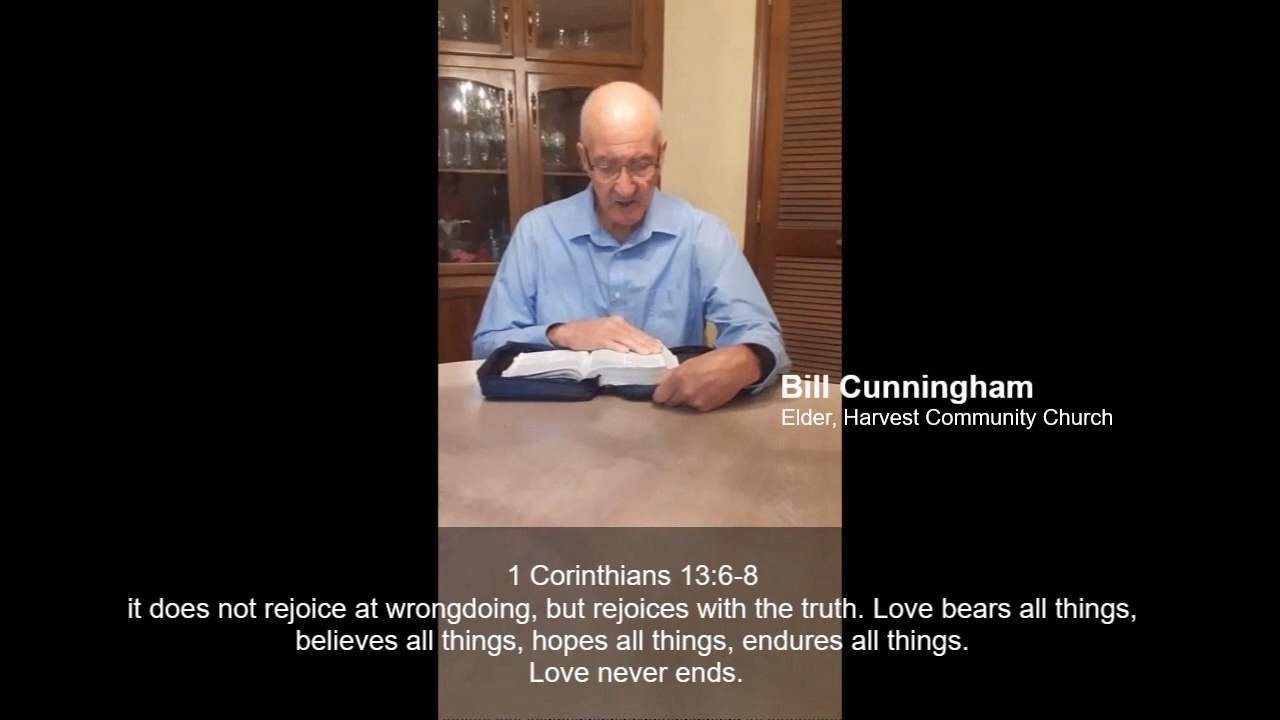 Bill Cunningham
Elder, Harvest Community Church
1 Corinthians 13:6-8
it does not rejoice at wrongdoing, but rejoices with the truth. Love bears all things,
believes all things, hopes all things, endures all things.
Love never ends.